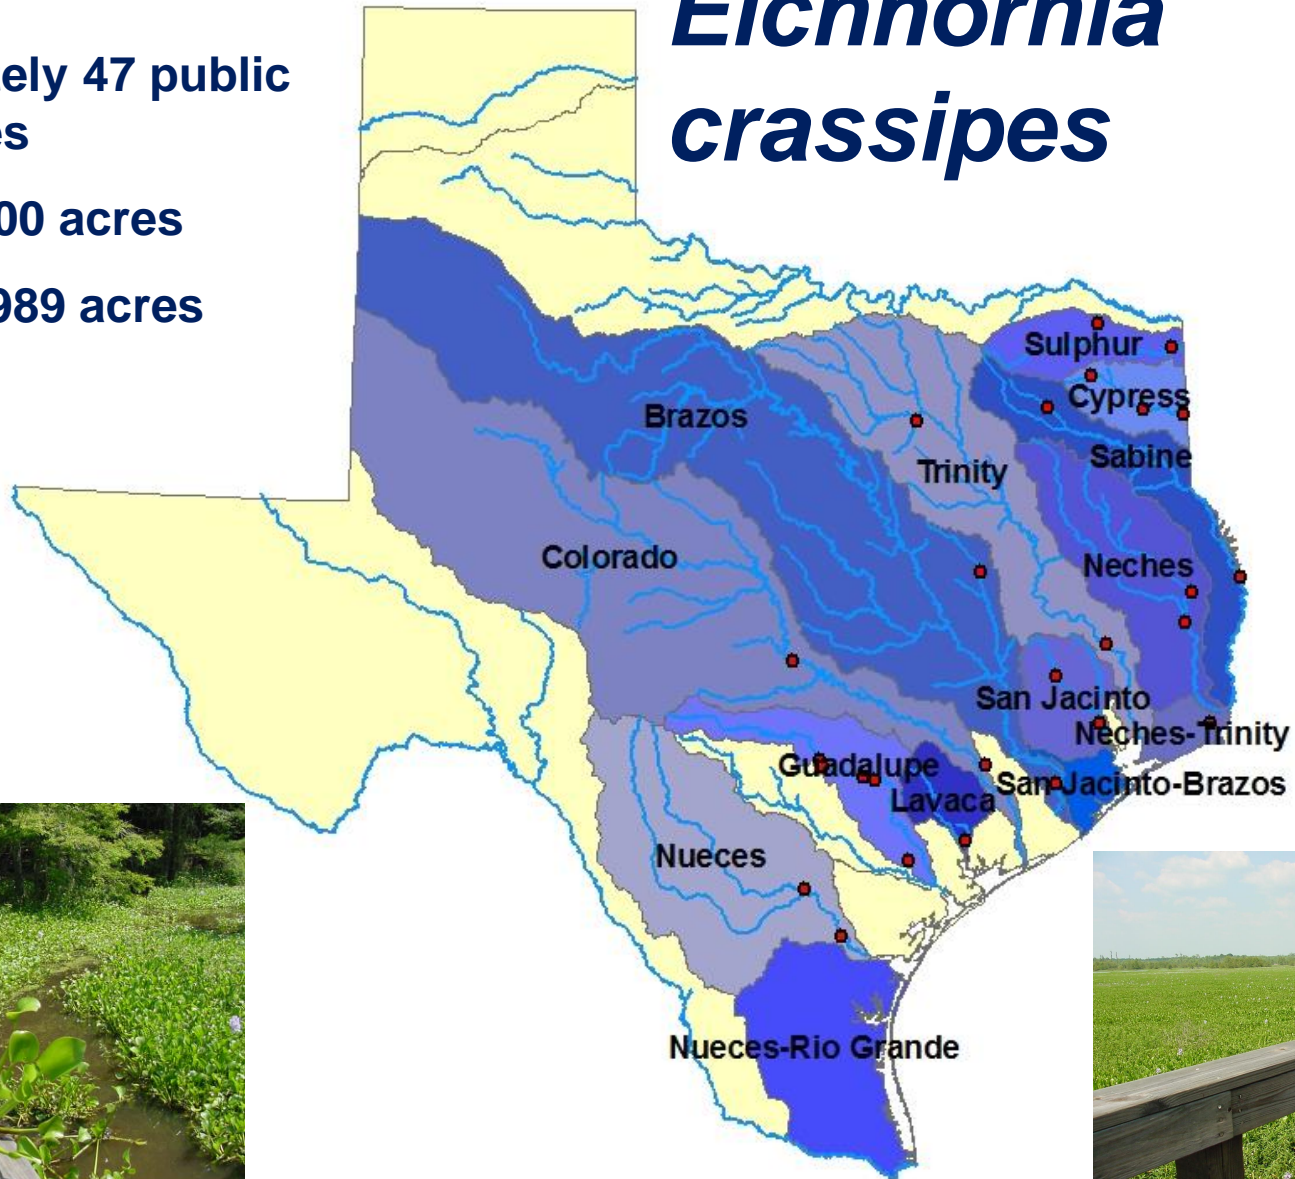 Eichhornia
crassipes
ely 47 public
es
00 acres
989 acres
Sulphur
Cypress
Brazos
Sabine
Trinity
Colorado
Neches
San Jacinto
Neches-Trinity
Guadalupe
San Jacinto-Brazos
Lavaca
Nueces
Nueces-Rio Grande